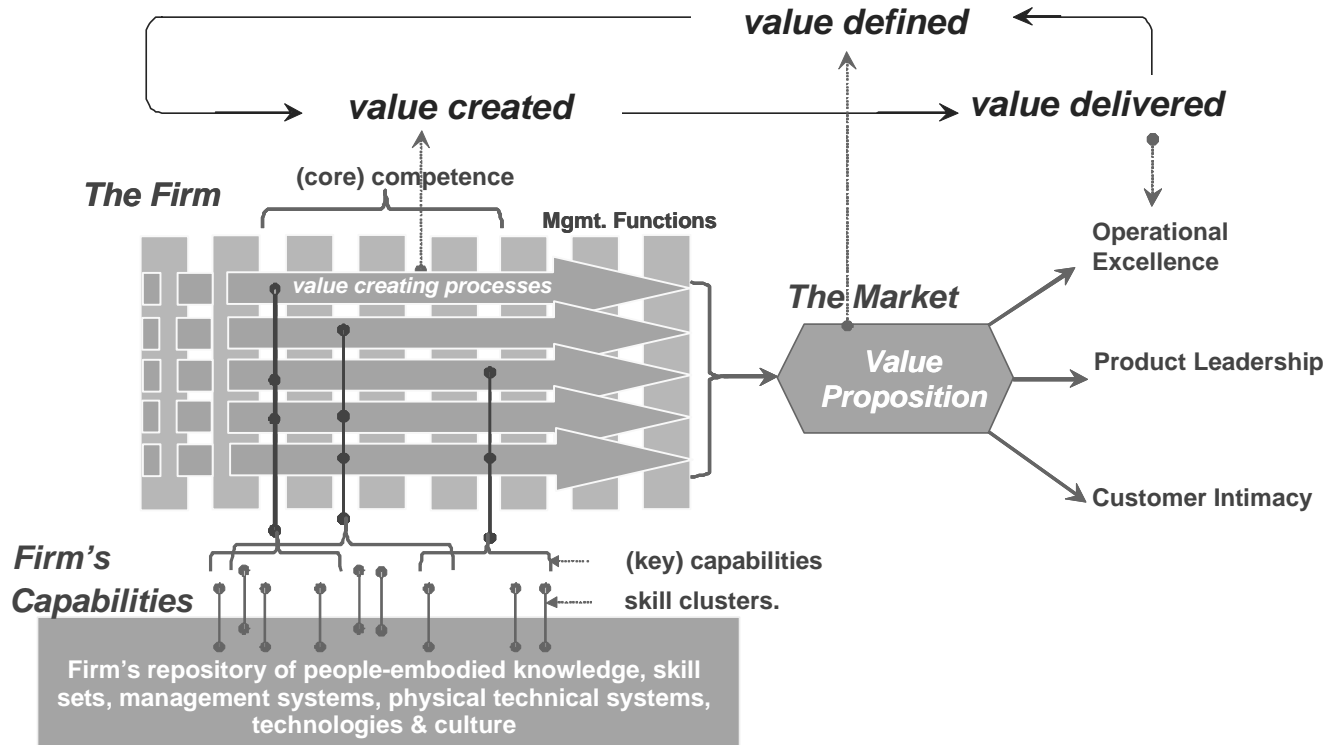 value defined
value created
value delivered
(core) competence
The Firm
Mgmt. Functions
Operational
Excellence
value creating processes
The Market
Value
Proposition
Product Leadership
Customer Intimacy
Firm's
Capabilities
(key) capabilities
skill clusters.
Firm's repository of people-embodied knowledge, skill
sets, management systems, physical technical systems,
technologies & culture